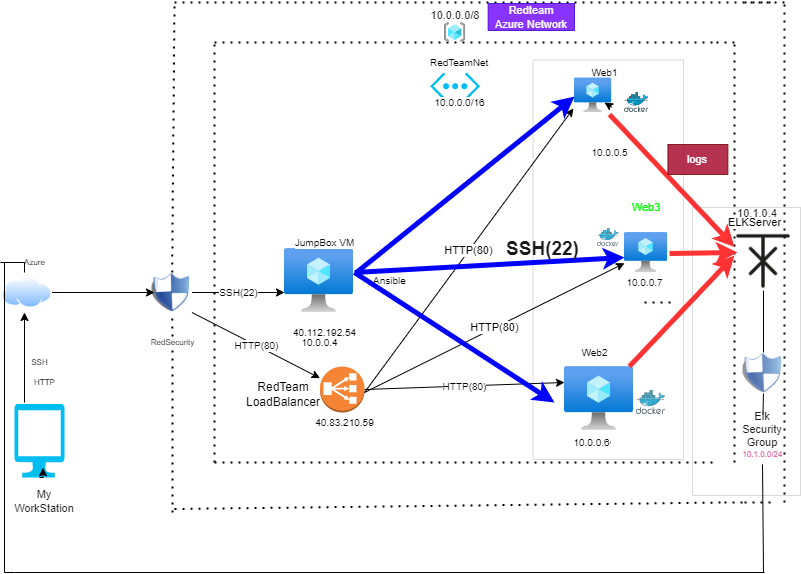 10.0.0.0/8
Redteam
Azure Network
RedTeamNet
10.0.0.0/16
Web1
docker
10.0.0.5
logs
Web3
10.1.0.4
ELKServer
JumpBox VM
HTTP(80)
SSH(22)
docker
Azure
Ansible
10.0.0.7
SSH(22)
RedSecurity
40.112.192.54
10.0.0.4
HTTP(80)
HTTP(80)
SSH
HTTP
Web2
RedTeam
LoadBalancer
HTTP(80)
docker
40.83.210.59
10.0.0.6
Elk
Security
Group
10.1.0.0/24
My
WorkStation